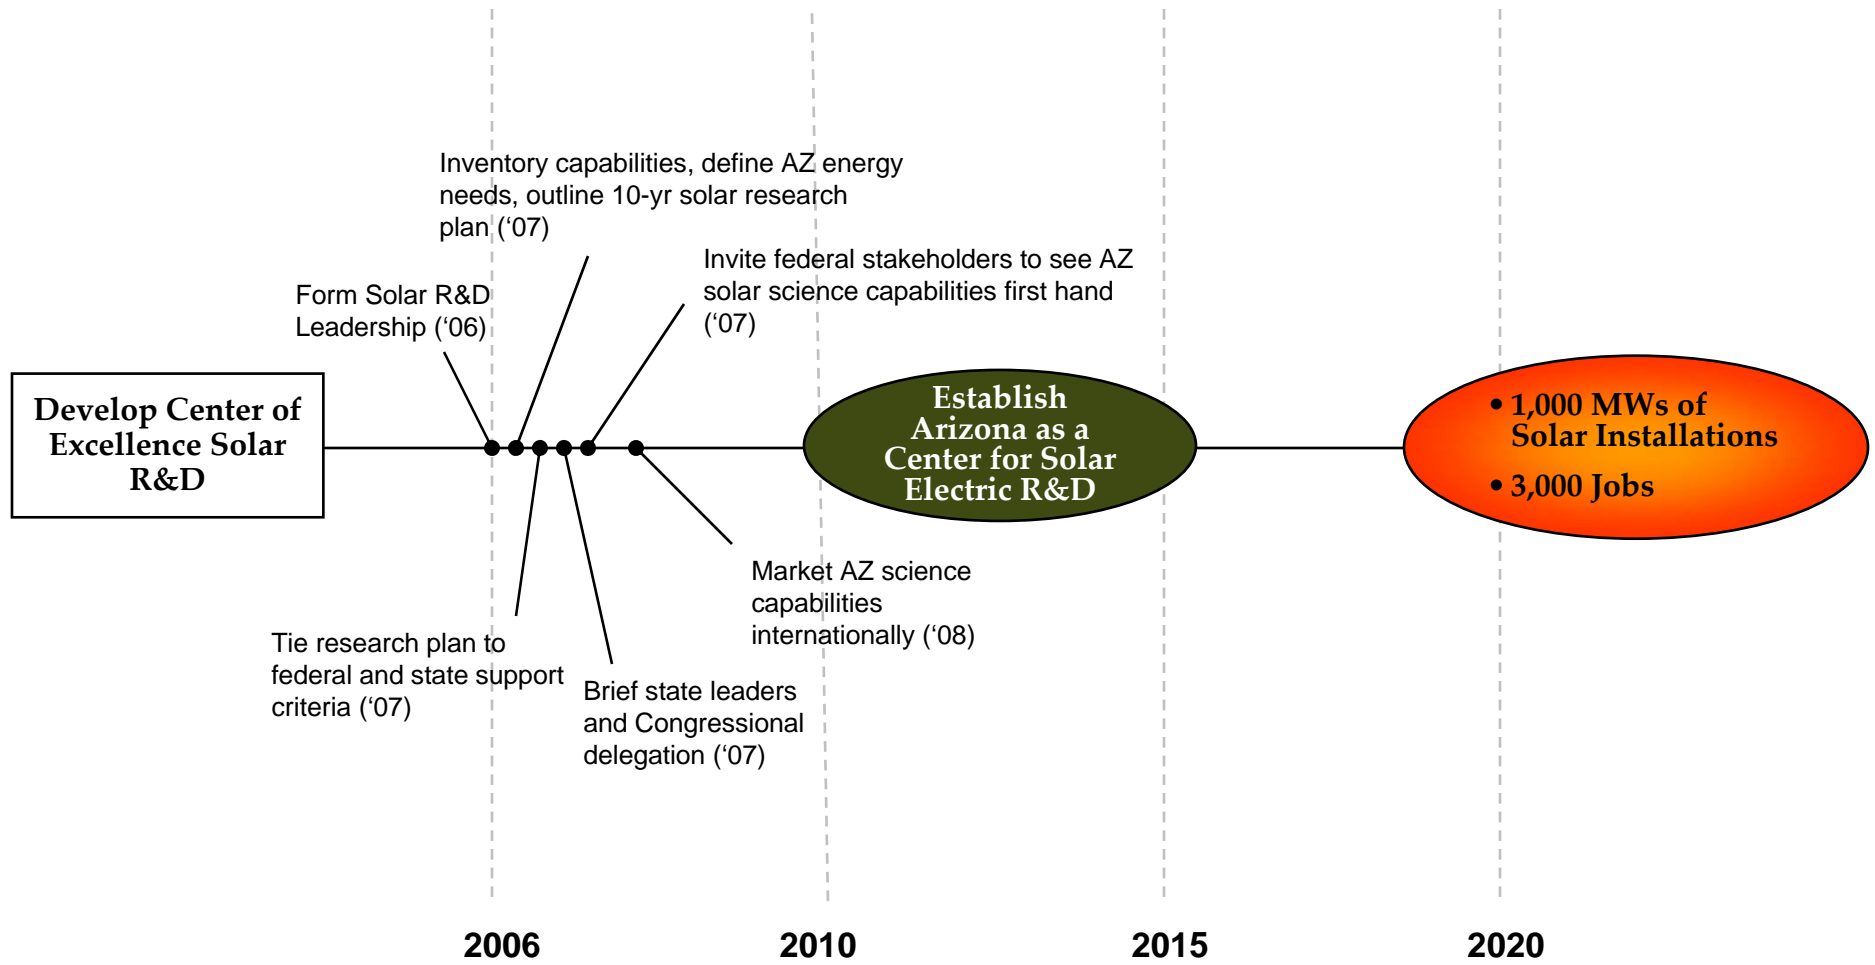 Inventory capabilities, define AZ energy
needs, outline 10-yr solar research
plan (‘07)
Invite federal stakeholders to see AZ
solar science capabilities first hand
(‘07)
Form Solar R&D
Leadership (‘06)
Develop Center of
Excellence Solar
R&D
Establish
Arizona as a
Center for Solar
Electric R&D
• 1,000 MWs of
Solar Installations
• 3,000 Jobs
Market AZ science
capabilities
internationally (‘08)
Tie research plan to
federal and state support
criteria (‘07)
Brief state leaders
and Congressional
delegation (‘07)
2006
2010
2015
2020